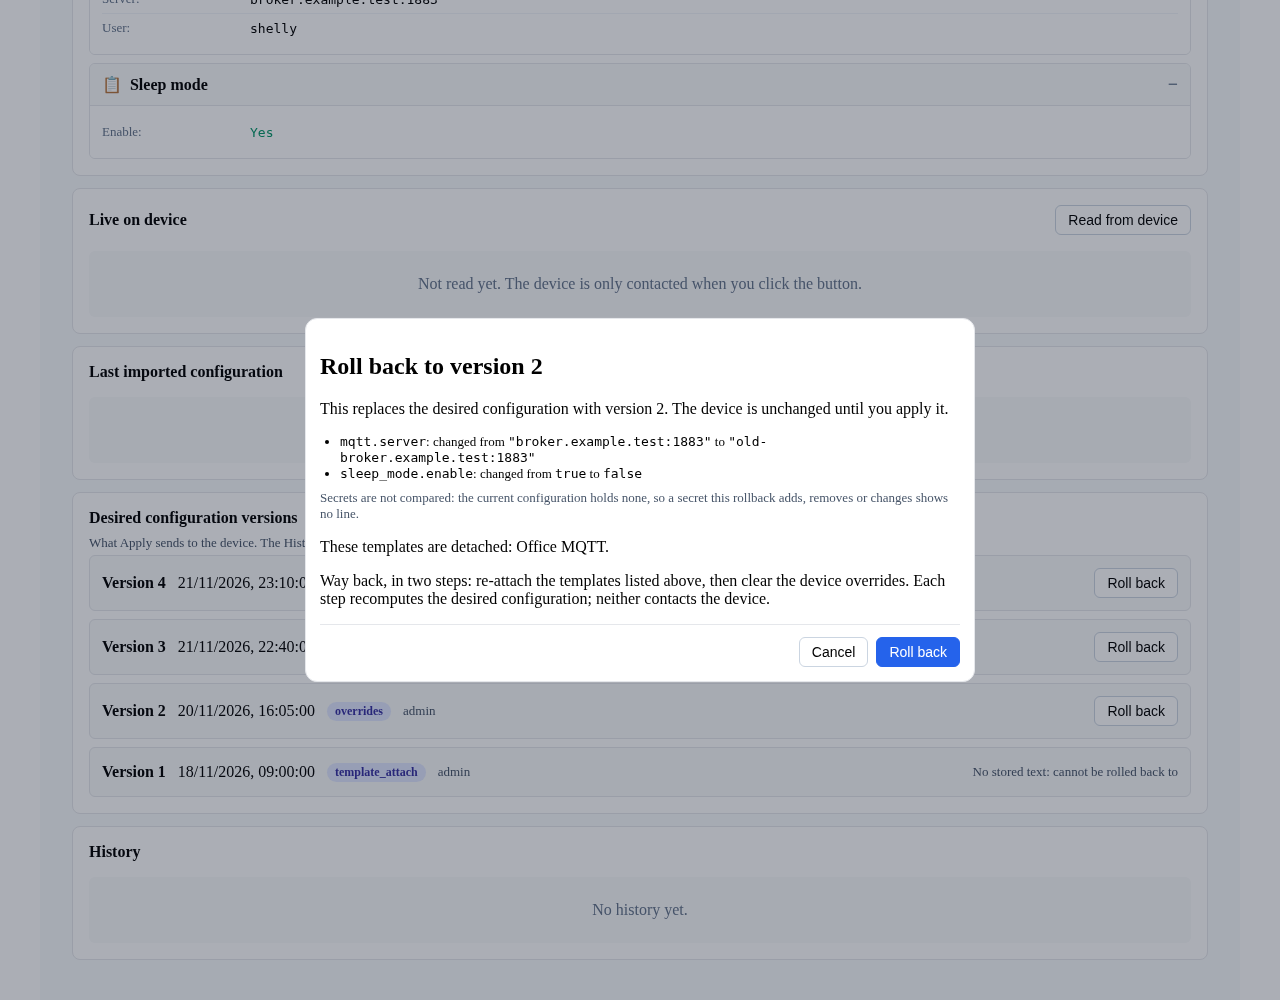 Server: broker.example.test:1883
User: shelly
📋 Sleep mode −
Enable: Yes
Live on device Read from device
Not read yet. The device is only contacted when you click the button.
Last imported configuration
Roll back to version 2
This replaces the desired configuration with version 2. The device is unchanged until you apply it.
• mqtt.server: changed from "broker.example.test:1883" to "old-
broker.example.test:1883"
• sleep_mode.enable: changed from true to false
Secrets are not compared: the current configuration holds none, so a secret this rollback adds, removes or changes shows
no line.
These templates are detached: Office MQTT.
Way back, in two steps: re-attach the templates listed above, then clear the device overrides. Each
step recomputes the desired configuration; neither contacts the device.
Cancel Roll back
Desired configuration versions
What Apply sends to the device. The
Version 4 21/11/2026, Roll back
Version 3 21/11/2026, Roll back
Version 2 20/11/2026, 16:05:00 overrides admin Roll back
Version 1 18/11/2026, 09:00:00 template_attach admin No stored text: cannot be rolled back to
History
No history yet.